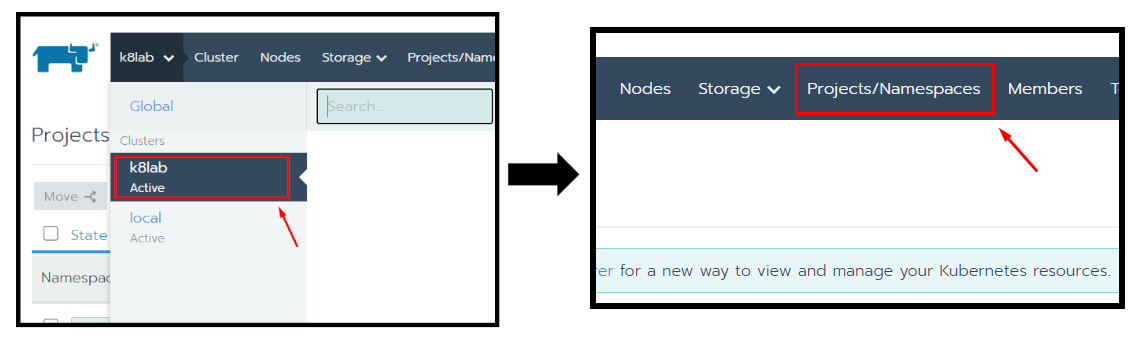 k8lab Cluster Nodes Storage Projects/Name
Global
Search...
Projects
Clusters
k8lab
Active
Move
local
State
Active
Namespac
Nodes Storage Projects/Namespaces Members
rer for a new way to view and manage your Kubernetes resources.